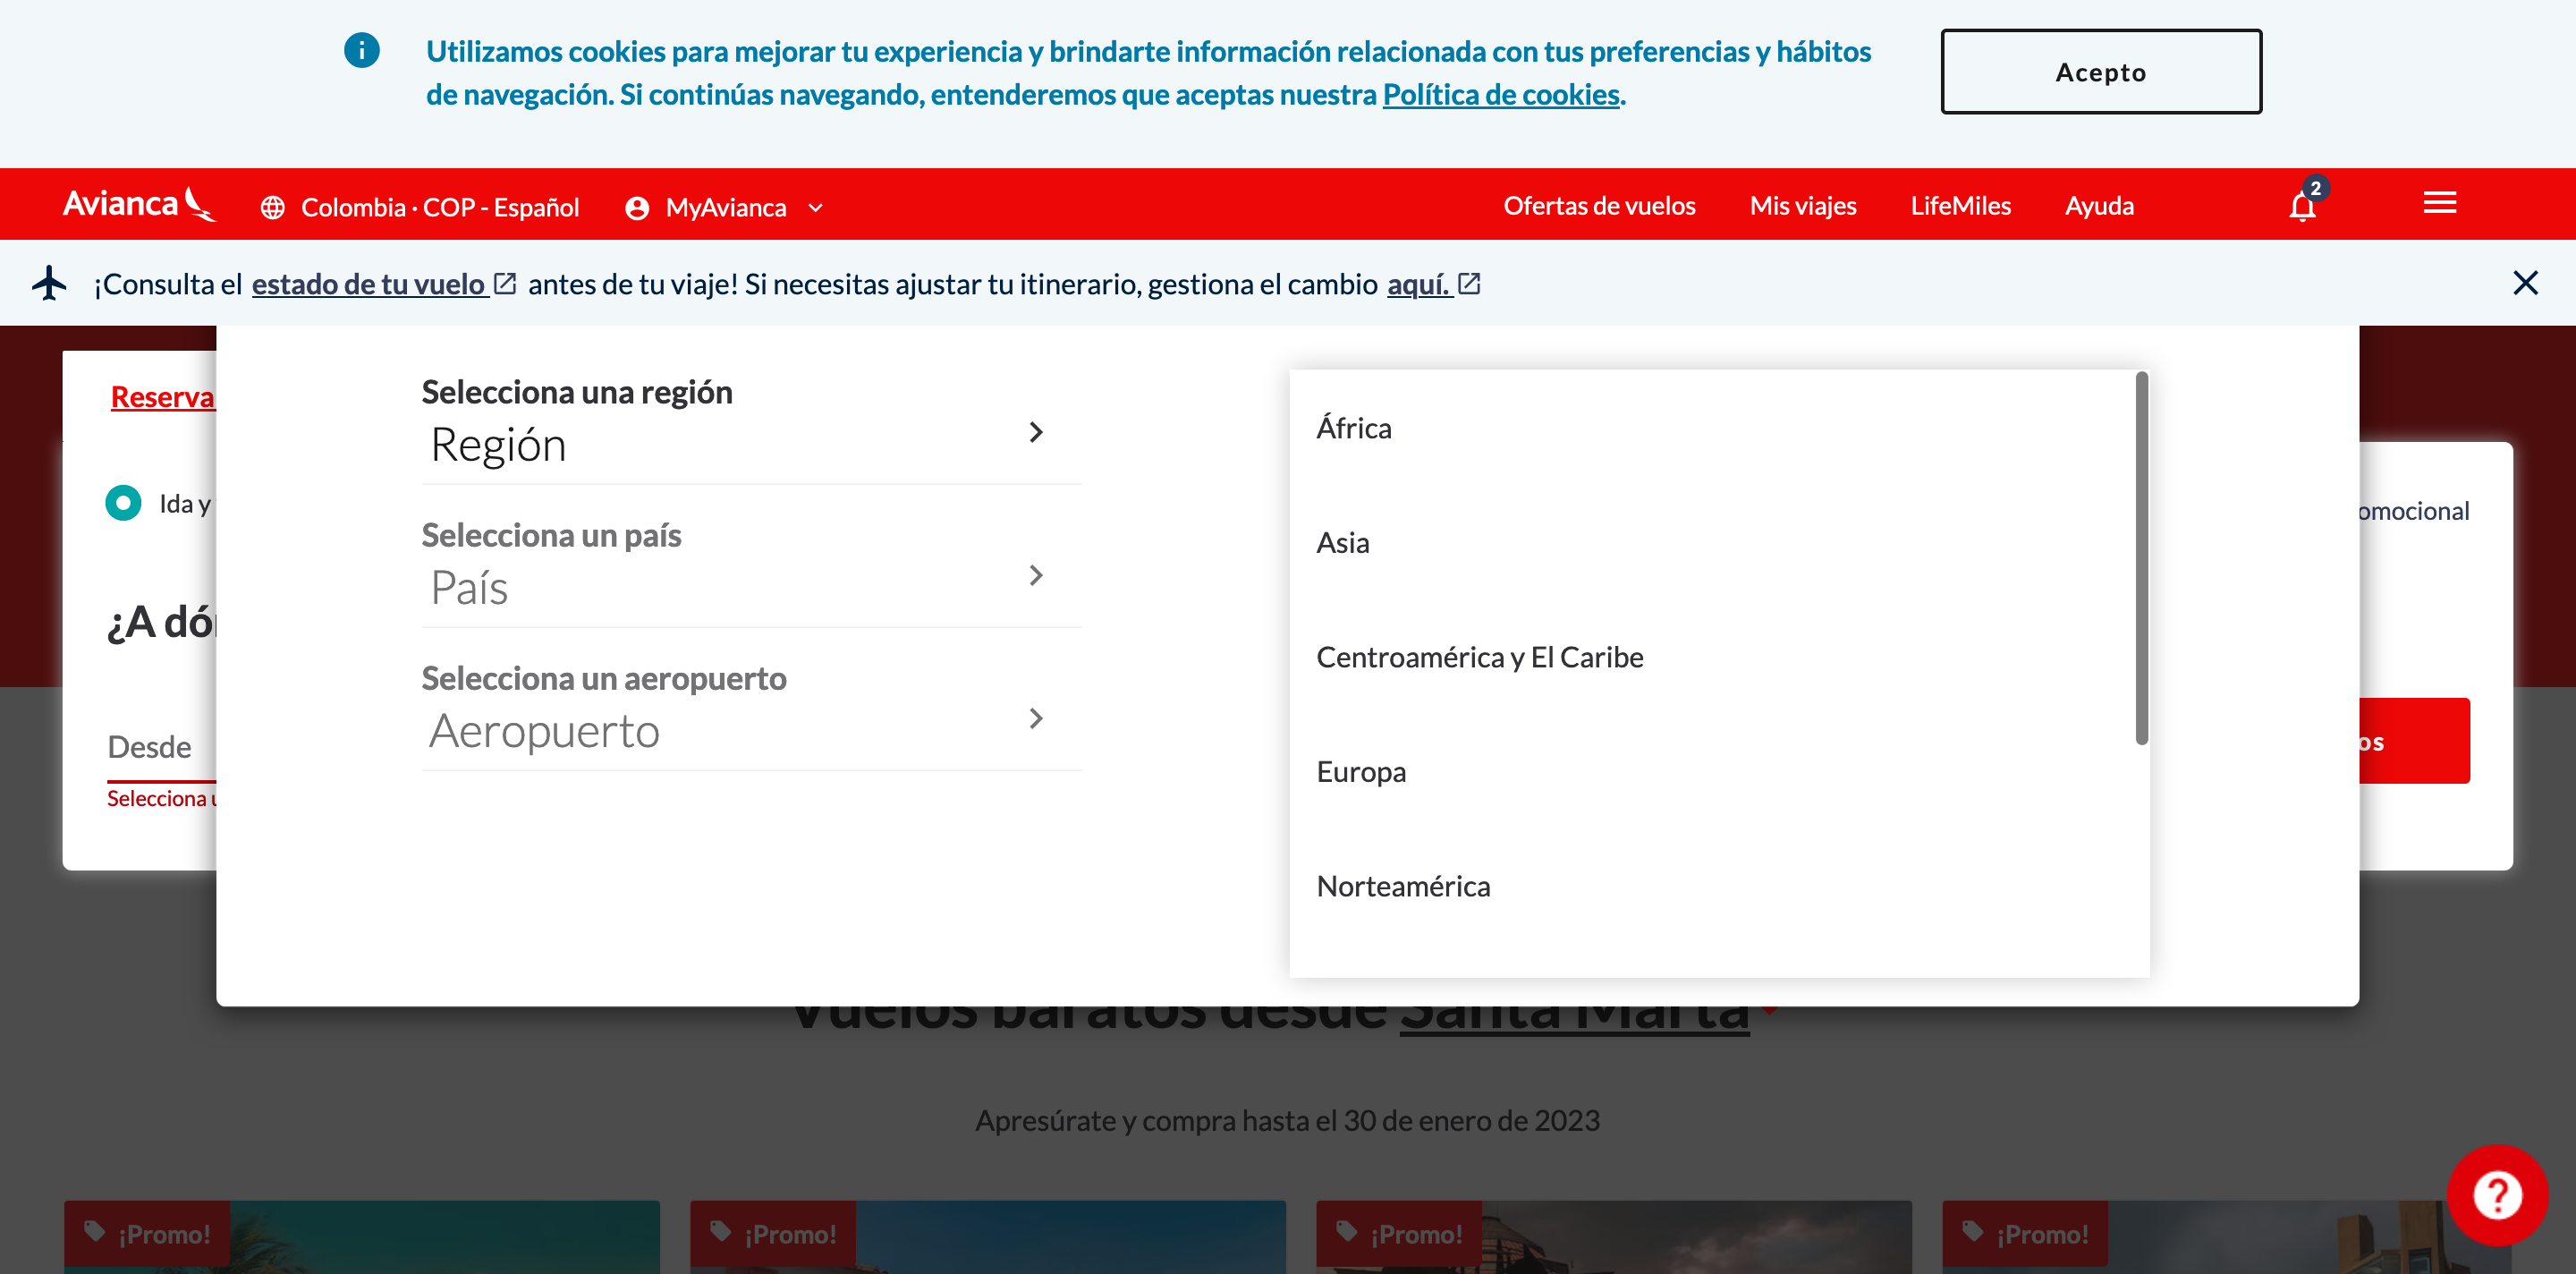 Utilizamos cookies para mejorar tu experiencia y brindarte información relacionada con tus preferencias y hábitos
de navegación. Si continúas navegando, entenderemos que aceptas nuestra Política de cookies.
Acepto
Avianca
Colombia · COP - Español
MyAvianca
Ofertas de vuelos
Mis viajes
LifeMiles
Ayuda
2
¡Consulta el estado de tu vuelo antes de tu viaje! Si necesitas ajustar tu itinerario, gestiona el cambio aquí.
Reserva
Ida y
omocional
¿A dón
Desde
Selecciona u
os
Selecciona una región
Región
Selecciona un país
País
Selecciona un aeropuerto
Aeropuerto
África
Asia
Centroamérica y El Caribe
Europa
Norteamérica
Vuelos baratos desde Santa Marta
Apresúrate y compra hasta el 30 de enero de 2023
¡Promo!
¡Promo!
¡Promo!
¡Promo!